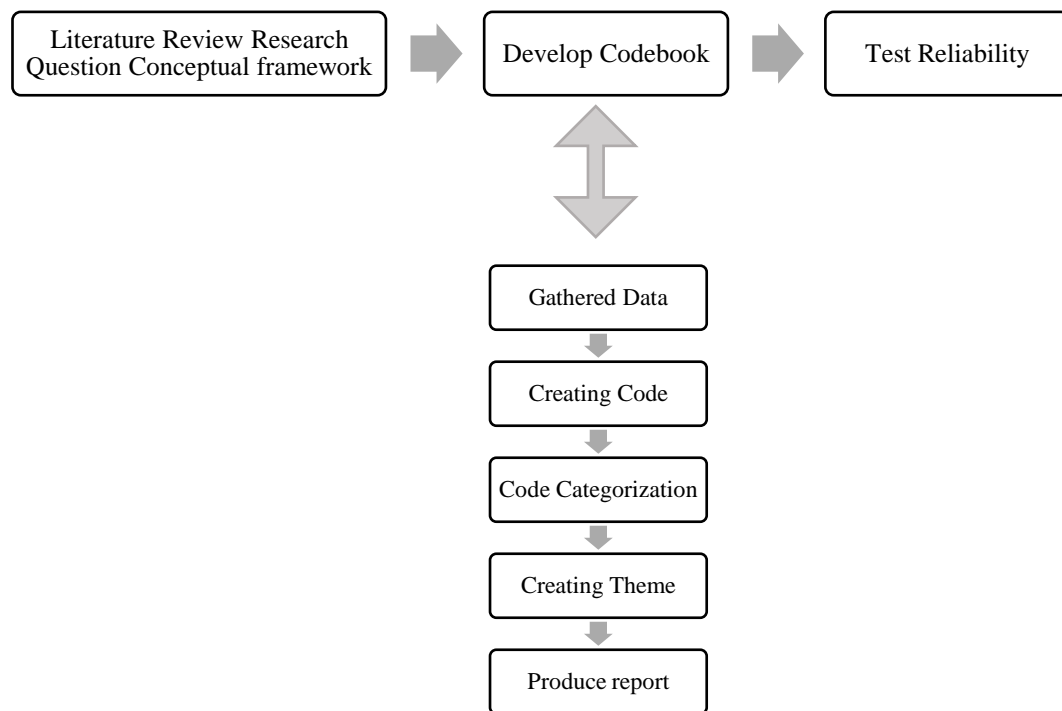 Literature Review Research
Question Conceptual framework
Develop Codebook
Test Reliability
Gathered Data
Creating Code
Code Categorization
Creating Theme
Produce report